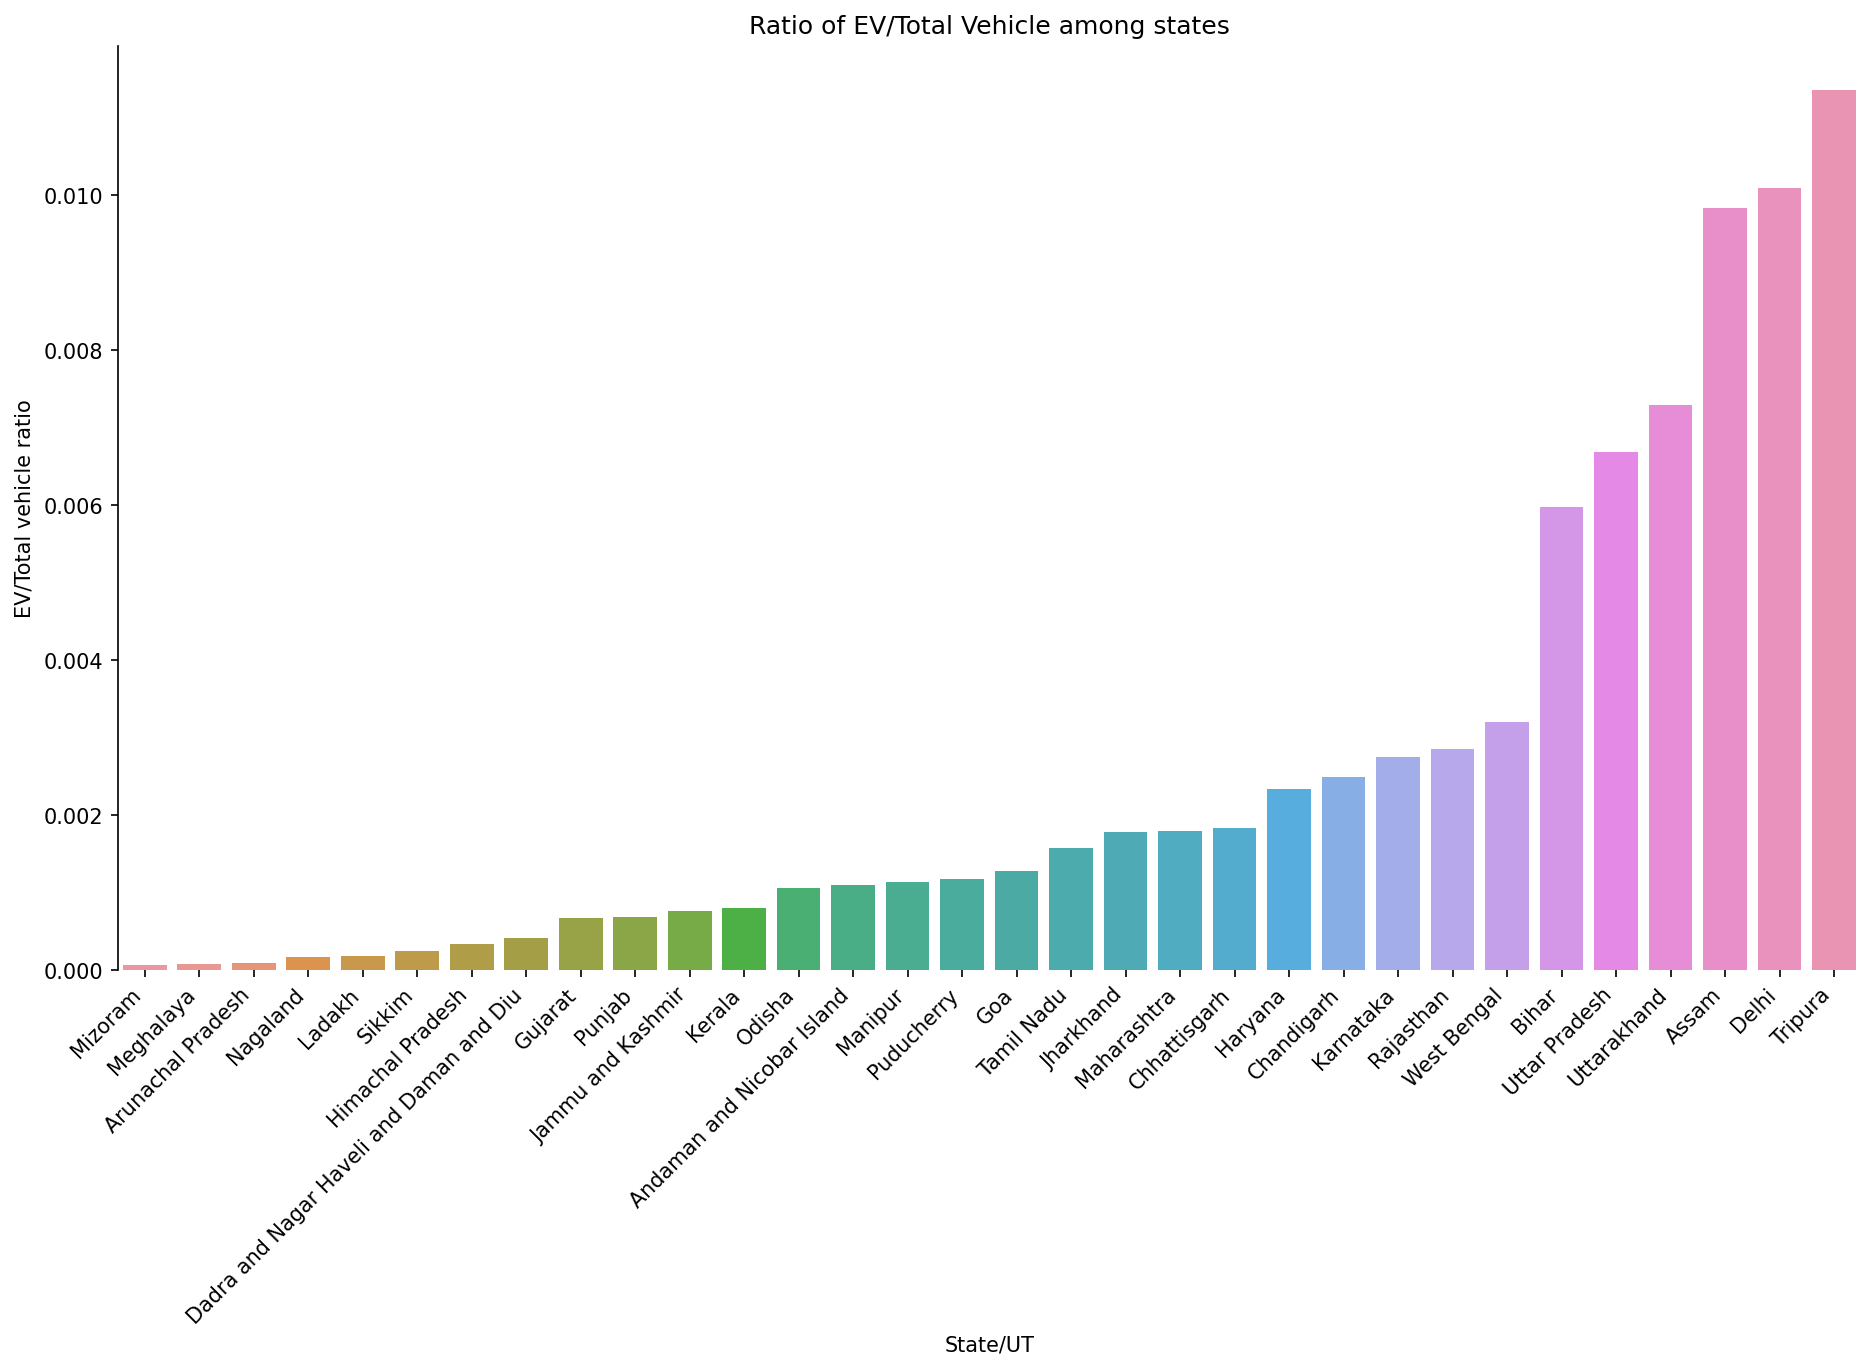 Ratio of EV/Total Vehicle among states
EV/Total vehicle ratio
0.010
0.008
0.006
0.004
0.002
0.000
Mizoram
Meghalaya
Arunachal Pradesh
Nagaland
Ladakh
Sikkim
Himachal Pradesh
Dadra and Nagar Haveli and Daman and Diu
Gujarat
Punjab
Jammu and Kashmir
Kerala
Odisha
Andaman and Nicobar Island
Manipur
Puducherry
Goa
Tamil Nadu
Jharkhand
Maharashtra
Chhattisgarh
Haryana
Chandigarh
Karnataka
Rajasthan
West Bengal
Bihar
Uttar Pradesh
Uttarakhand
Assam
Delhi
Tripura
State/UT